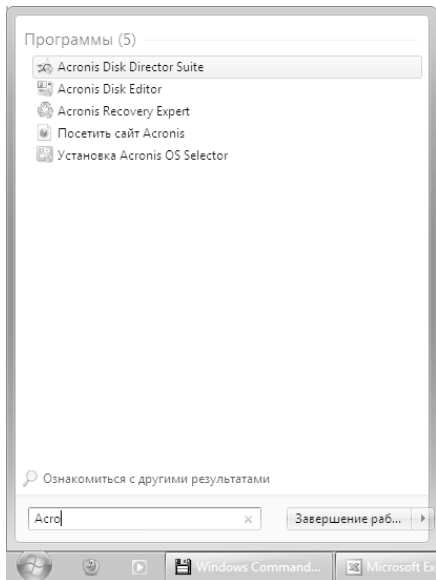 Программы (5)
Acronis Disk Director Suite
Acronis Disk Editor
Acronis Recovery Expert
Посетить сайт Acronis
Установка Acronis OS Selector
Ознакомиться с другими результатами
Acro
Завершение раб...
Windows Command...
Microsoft Ex